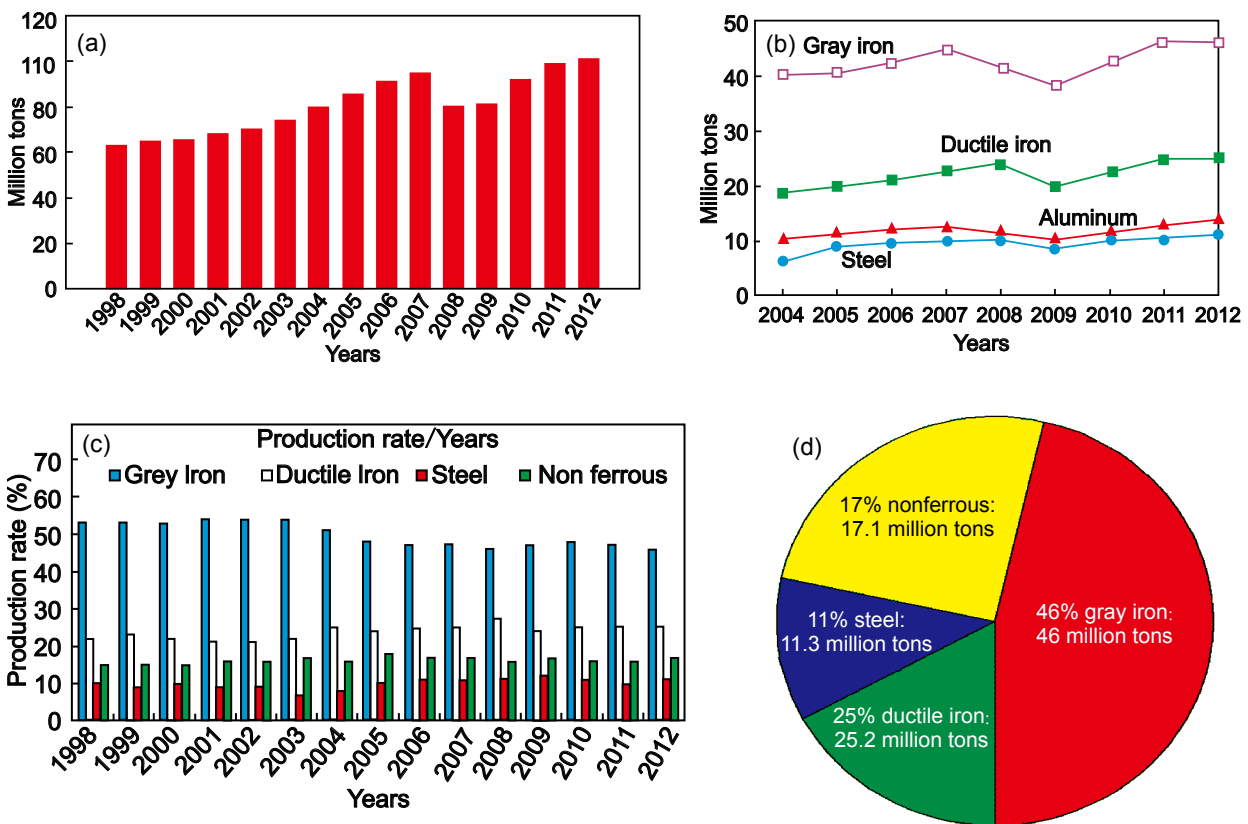 (a)
120
110
80
60
40
20
0
Million tons
1998
1999
2000
2001
2002
2003
2004
2005
2006
2007
2008
2009
2010
2011
2012
Years
(b)
50
40
30
20
10
0
Million tons
Gray iron
Ductile iron
Aluminum
Steel
2004 2005 2006 2007 2008 2009 2010 2011 2012
Years
(c)
Production rate/Years
Grey Iron Ductile Iron Steel Non ferrous
70
60
50
40
30
20
10
0
Production rate (%)
1998
1999
2000
2001
2002
2003
2004
2005
2006
2007
2008
2009
2010
2011
2012
Years
(d)
17% nonferrous:
17.1 million tons
46% gray iron:
46 million tons
11% steel:
11.3 million tons
25% ductile iron:
25.2 million tons